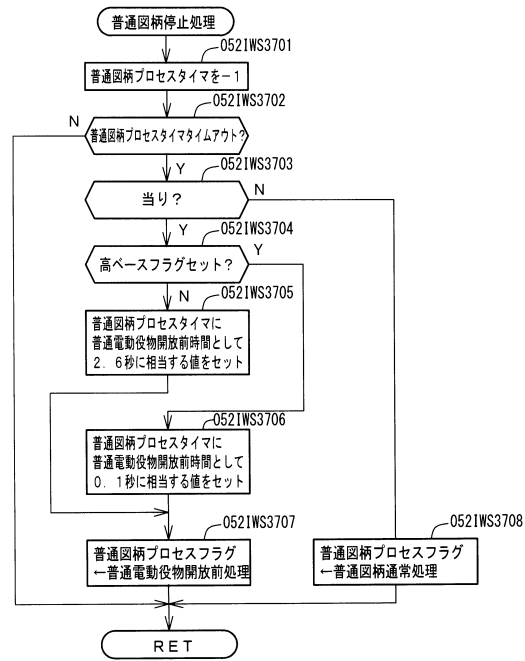 普通図柄停止処理
052IWS3701
普通図柄プロセスタイマを－１
052IWS3702
N
普通図柄プロセスタイマタイムアウト？
Y
052IWS3703
当り？
N
Y
052IWS3704
高ベースフラグセット？
Y
N
052IWS3705
普通図柄プロセスタイマに
普通電動役物開放前時間として
２．６秒に相当する値をセット
052IWS3706
普通図柄プロセスタイマに
普通電動役物開放前時間として
０．１秒に相当する値をセット
052IWS3707
普通図柄プロセスフラグ
←普通電動役物開放前処理
052IWS3708
普通図柄プロセスフラグ
←普通図柄通常処理
ＲＥＴ